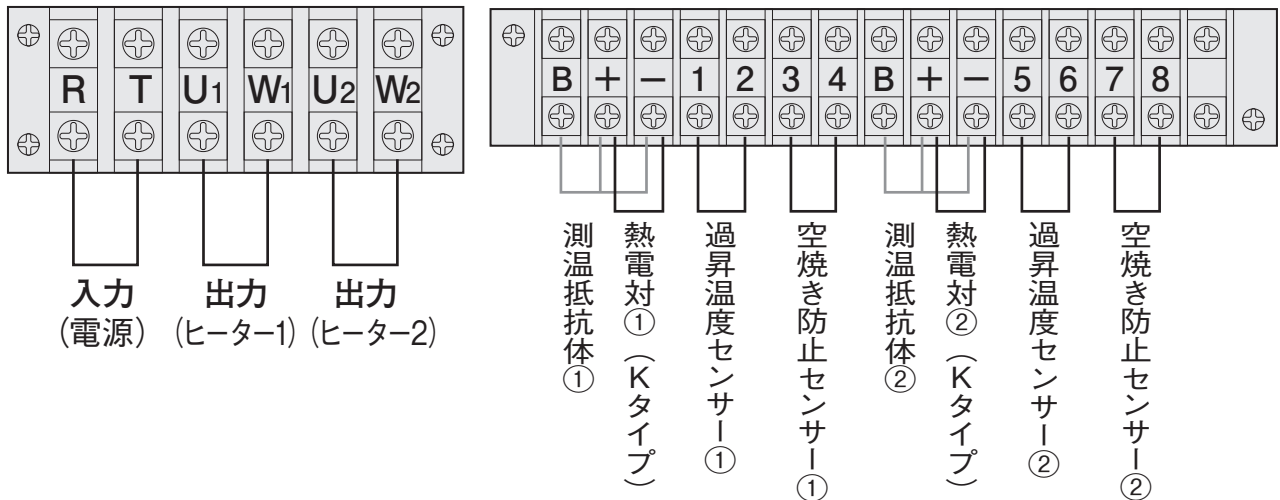 R T U1 W1 U2 W2
入力
（電源）
出力
（ヒーター1）
出力
（ヒーター2）
B + − 1 2 3 4 B + − 5 6 7 8
測温抵抗体①
熱電対①（Kタイプ）
過昇温度センサー①
空焼き防止センサー①
測温抵抗体②
熱電対②（Kタイプ）
過昇温度センサー②
空焼き防止センサー②